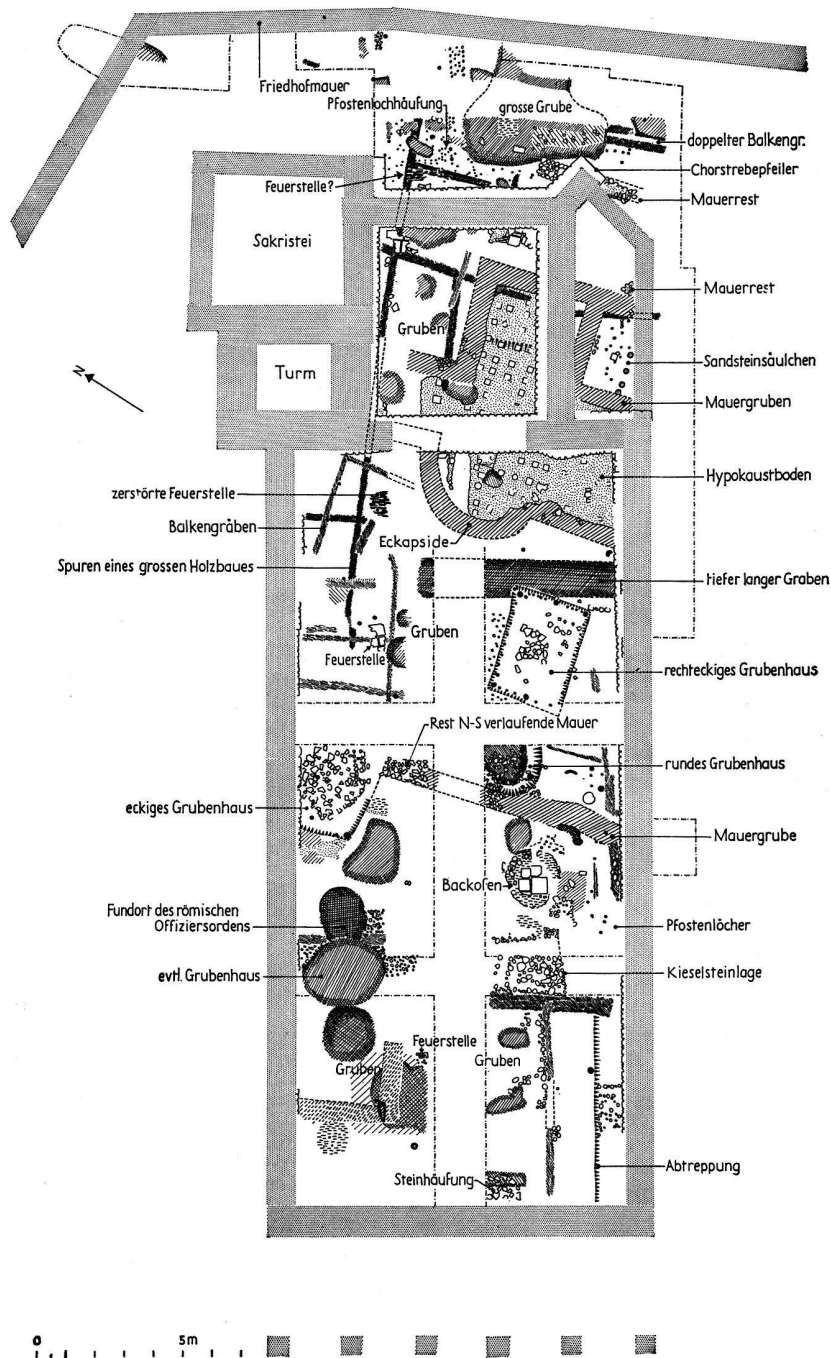 Friedhofmauer
Pfostenlochhäufung
grosse Grube
doppelter Balkengr.
Chorstrebepfeiler
Feuerstelle?
Mauerrest
Sakristei
Mauerrest
Gruben
Turm
Sandsteinsäulchen
N
Mauergruben
Hypokaustboden
zerstörte Feuerstelle
Balkengräben
Eckapside
Spuren eines grossen Holzbaues
tiefer langer Graben
Gruben
Feuerstelle
rechteckiges Grubenhaus
Rest N-S verlaufende Mauer
rundes Grubenhaus
eckiges Grubenhaus
Mauergrube
Backofen
Fundort des römischen
Offiziersordens
Pfostenlöcher
evtl. Grubenhaus
Kieselsteinlage
Feuerstelle
Gruben
Gruben
Abtreppung
Steinhäufung
0 5m